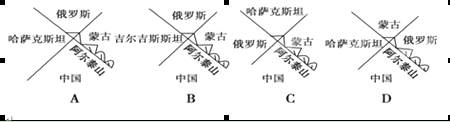 俄罗斯
哈萨克斯坦 蒙古
阿尔泰山
中国
A
俄罗斯
吉尔吉斯斯坦 蒙古
阿尔泰山
中国
B
哈萨克斯坦
俄罗斯 蒙古
阿尔泰山
中国
C
蒙古
哈萨克斯坦 俄罗斯
阿尔泰山
中国
D